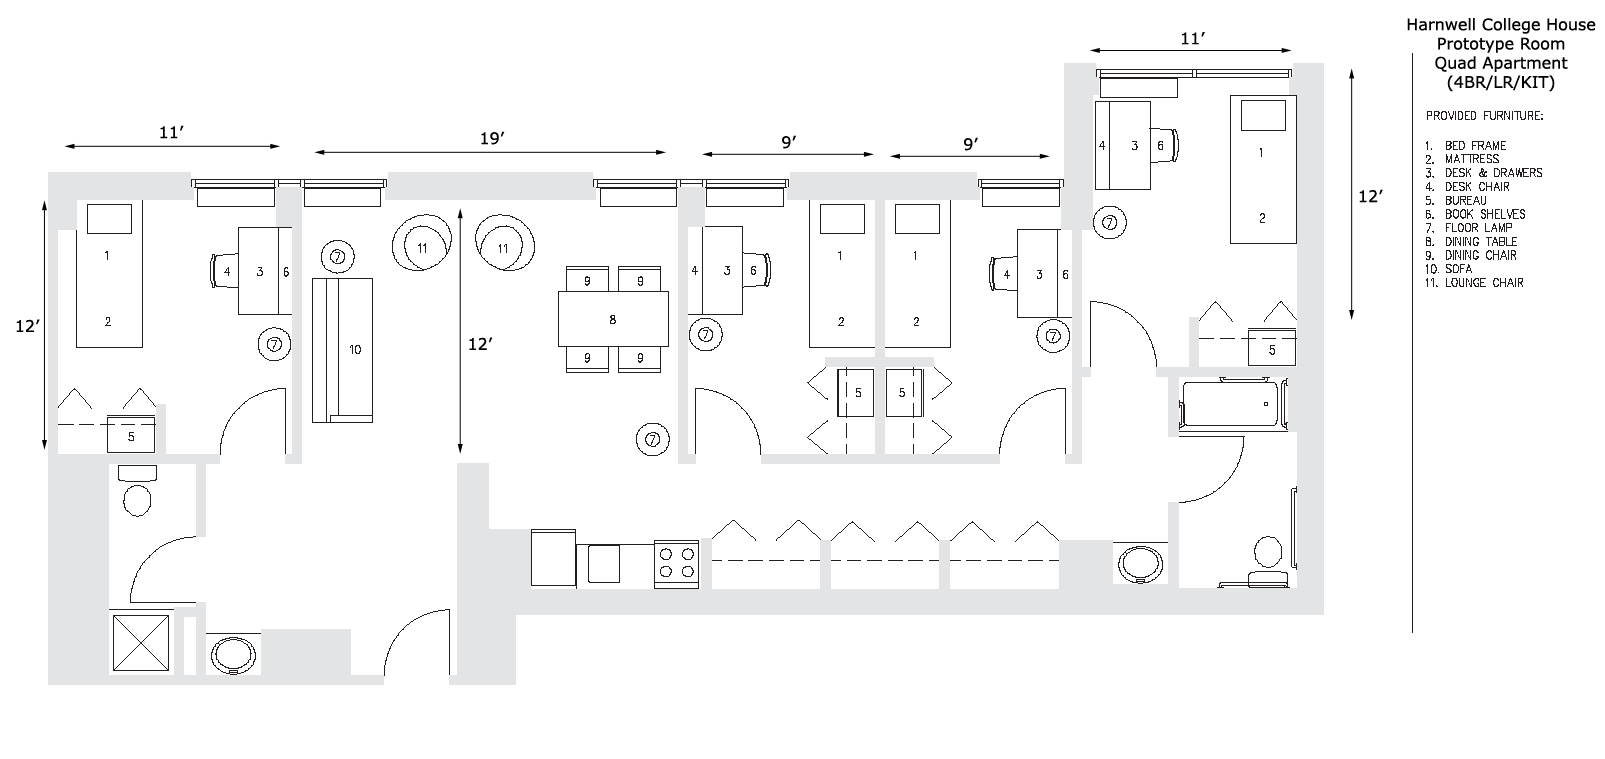 Harnwell College House
Prototype Room
Quad Apartment
(4BR/LR/KIT)
PROVIDED FURNITURE:
1. BED FRAME
2. MATTRESS
3. DESK & DRAWERS
4. DESK CHAIR
5. BUREAU
6. BOOK SHELVES
7. FLOOR LAMP
8. DINING TABLE
9. DINING CHAIR
10. SOFA
11. LOUNGE CHAIR
11’
19’
9’
9’
11’
12’
12’
12’
1
2
4
3
6
7
5
7
10
11
11
9
9
8
9
9
7
4
3
6
7
1
2
5
1
2
5
4
3
6
7
4
3
6
7
1
2
5